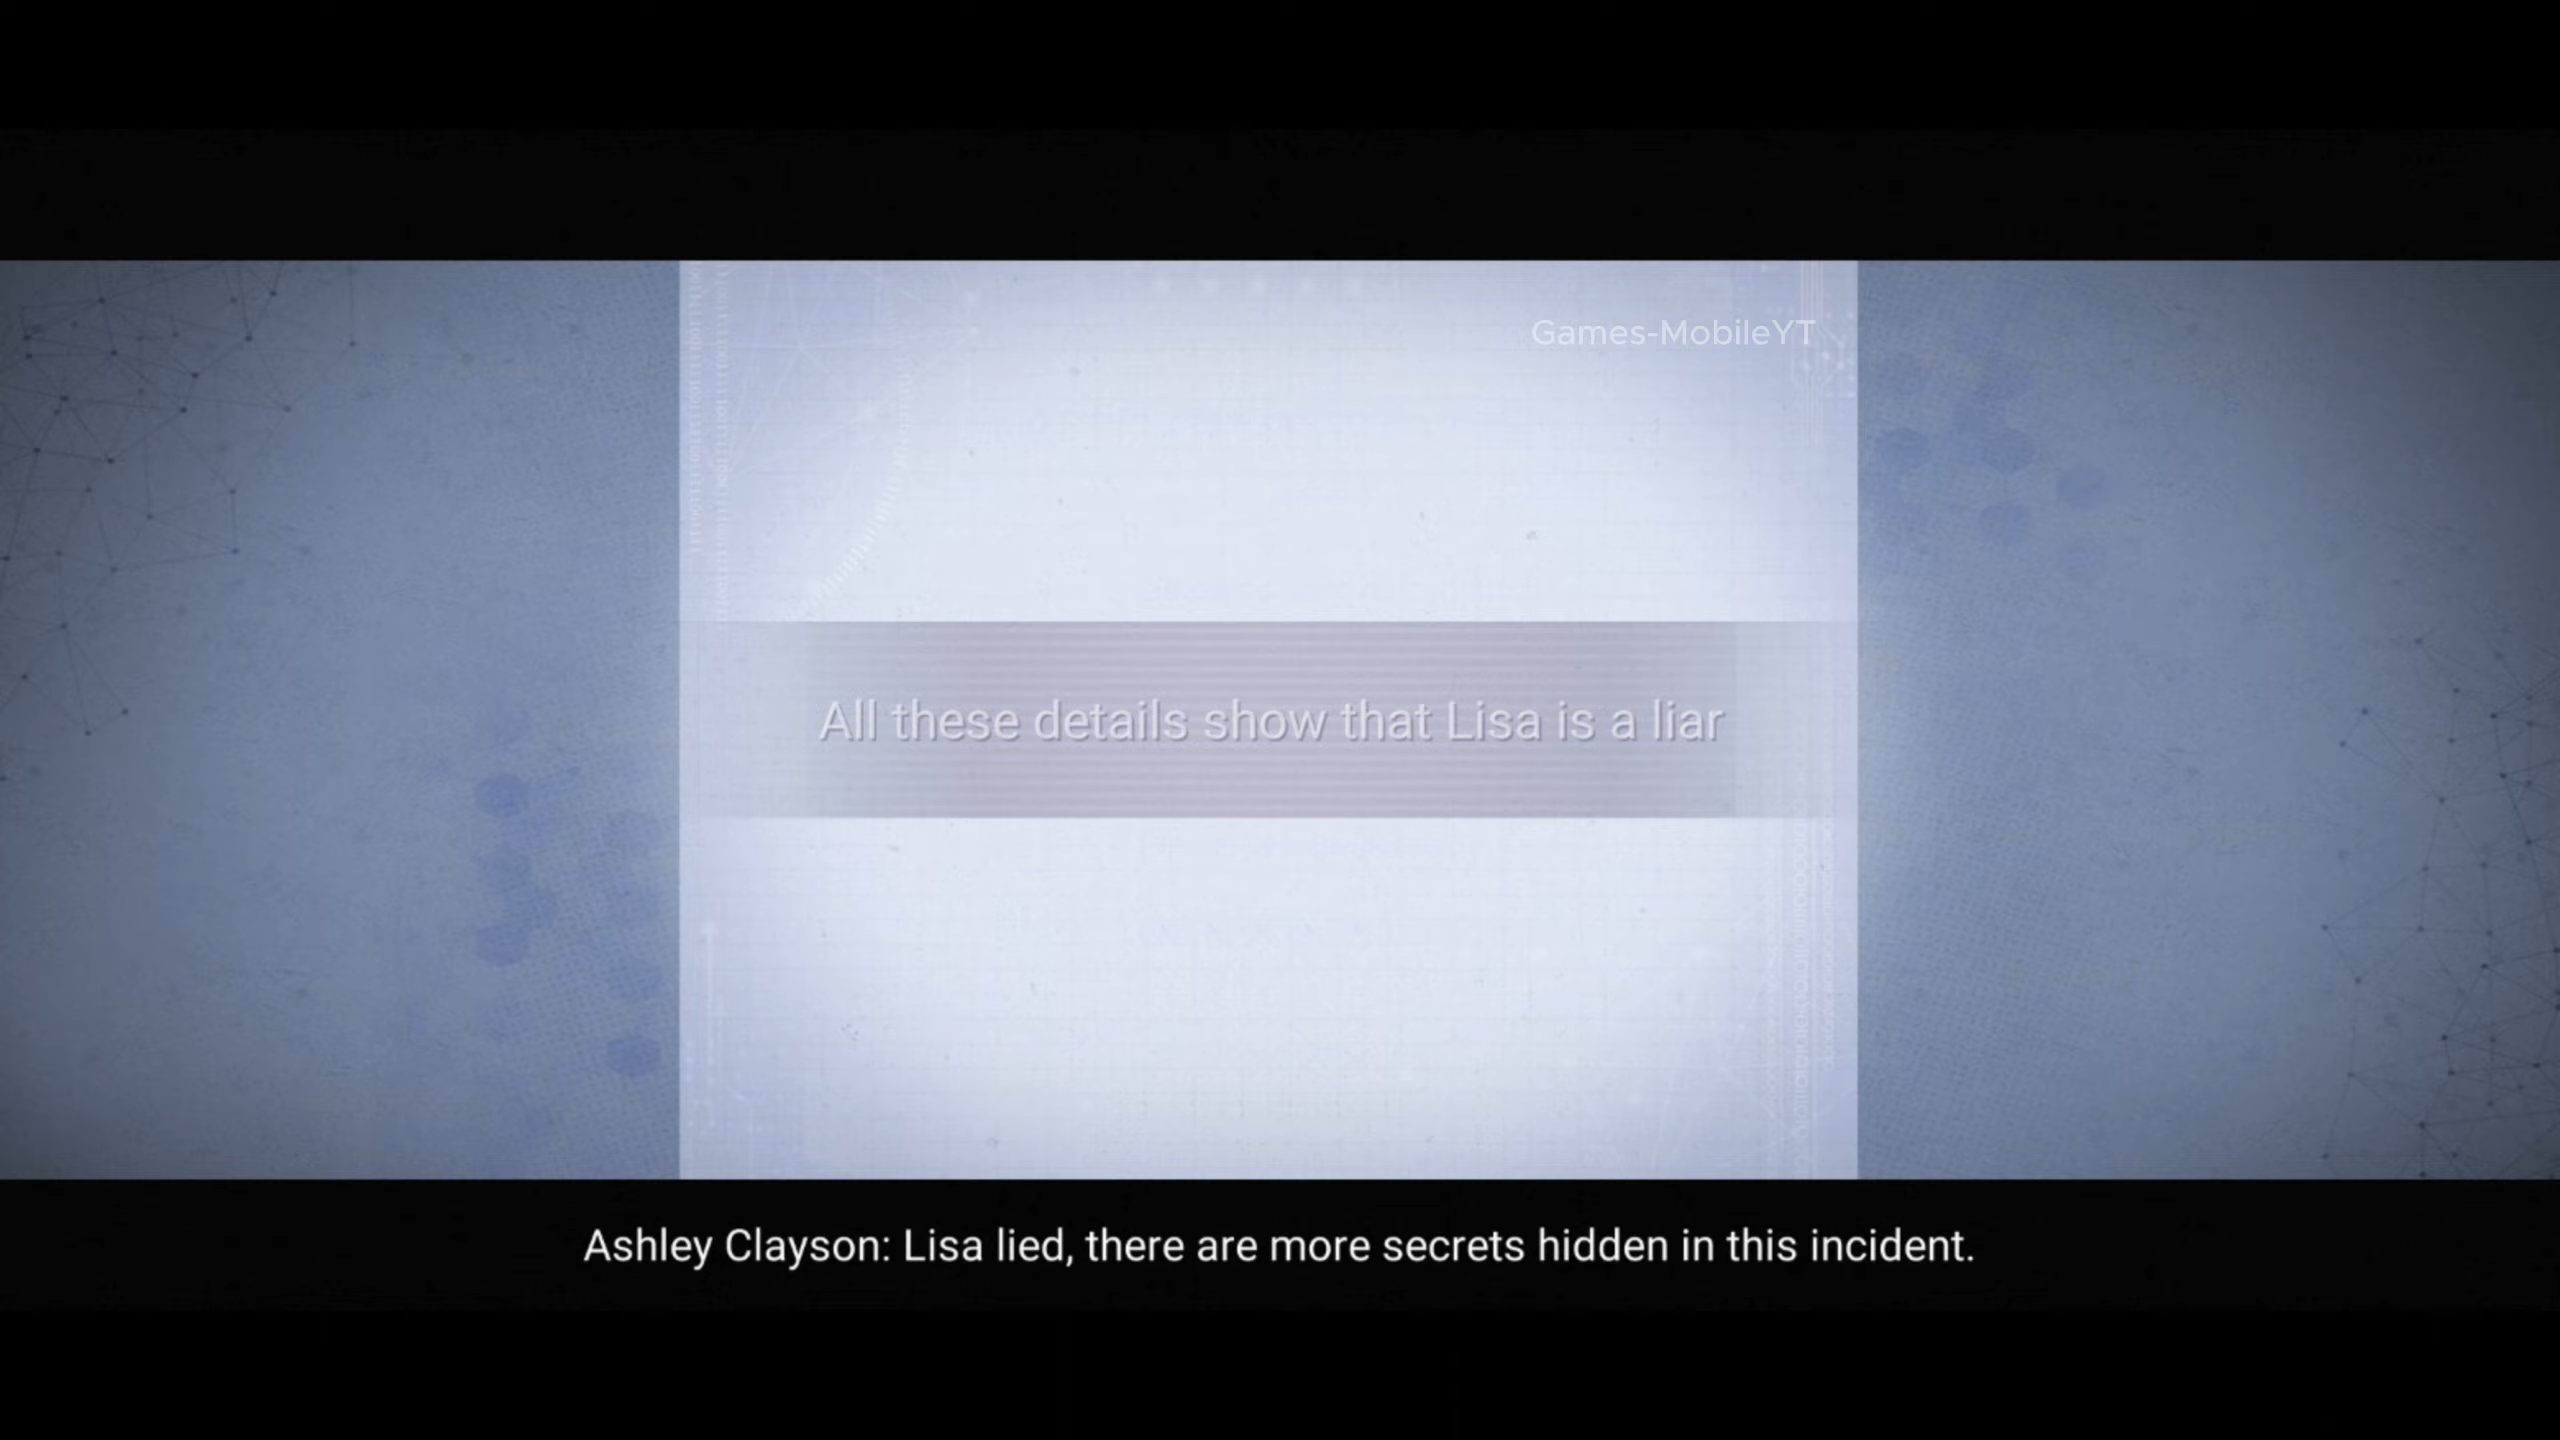 Games-MobileYT
All these details show that Lisa is a liar
Ashley Clayson: Lisa lied, there are more secrets hidden in this incident.